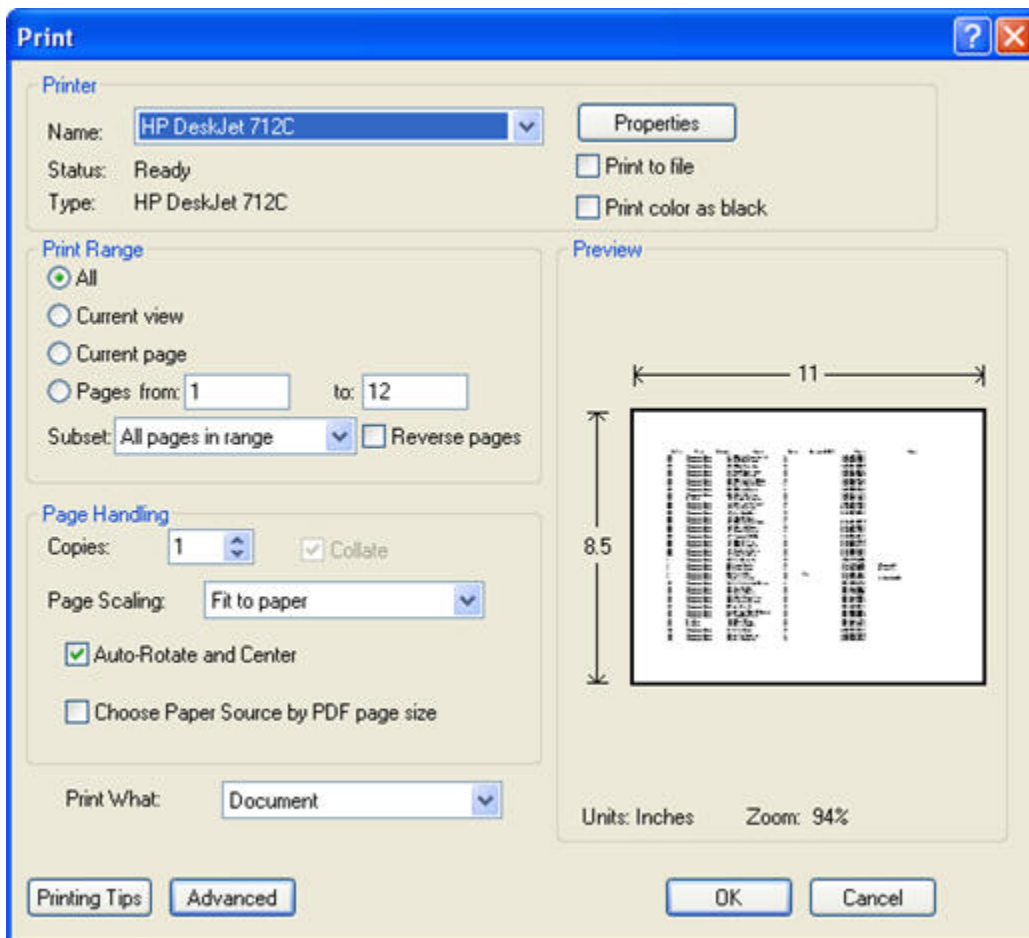 Print
Printer
Name: HP DeskJet 712C
Properties
Status: Ready
Print to file
Type: HP DeskJet 712C
Print color as black
Print Range
All
Current view
Current page
Pages from: 1 to: 12
Subset: All pages in range
Reverse pages
Page Handling
Copies: 1
Collate
Page Scaling: Fit to paper
Auto-Rotate and Center
Choose Paper Source by PDF page size
Print What: Document
Preview
11
8.5
Units: Inches Zoom: 94%
Printing Tips
Advanced
OK
Cancel